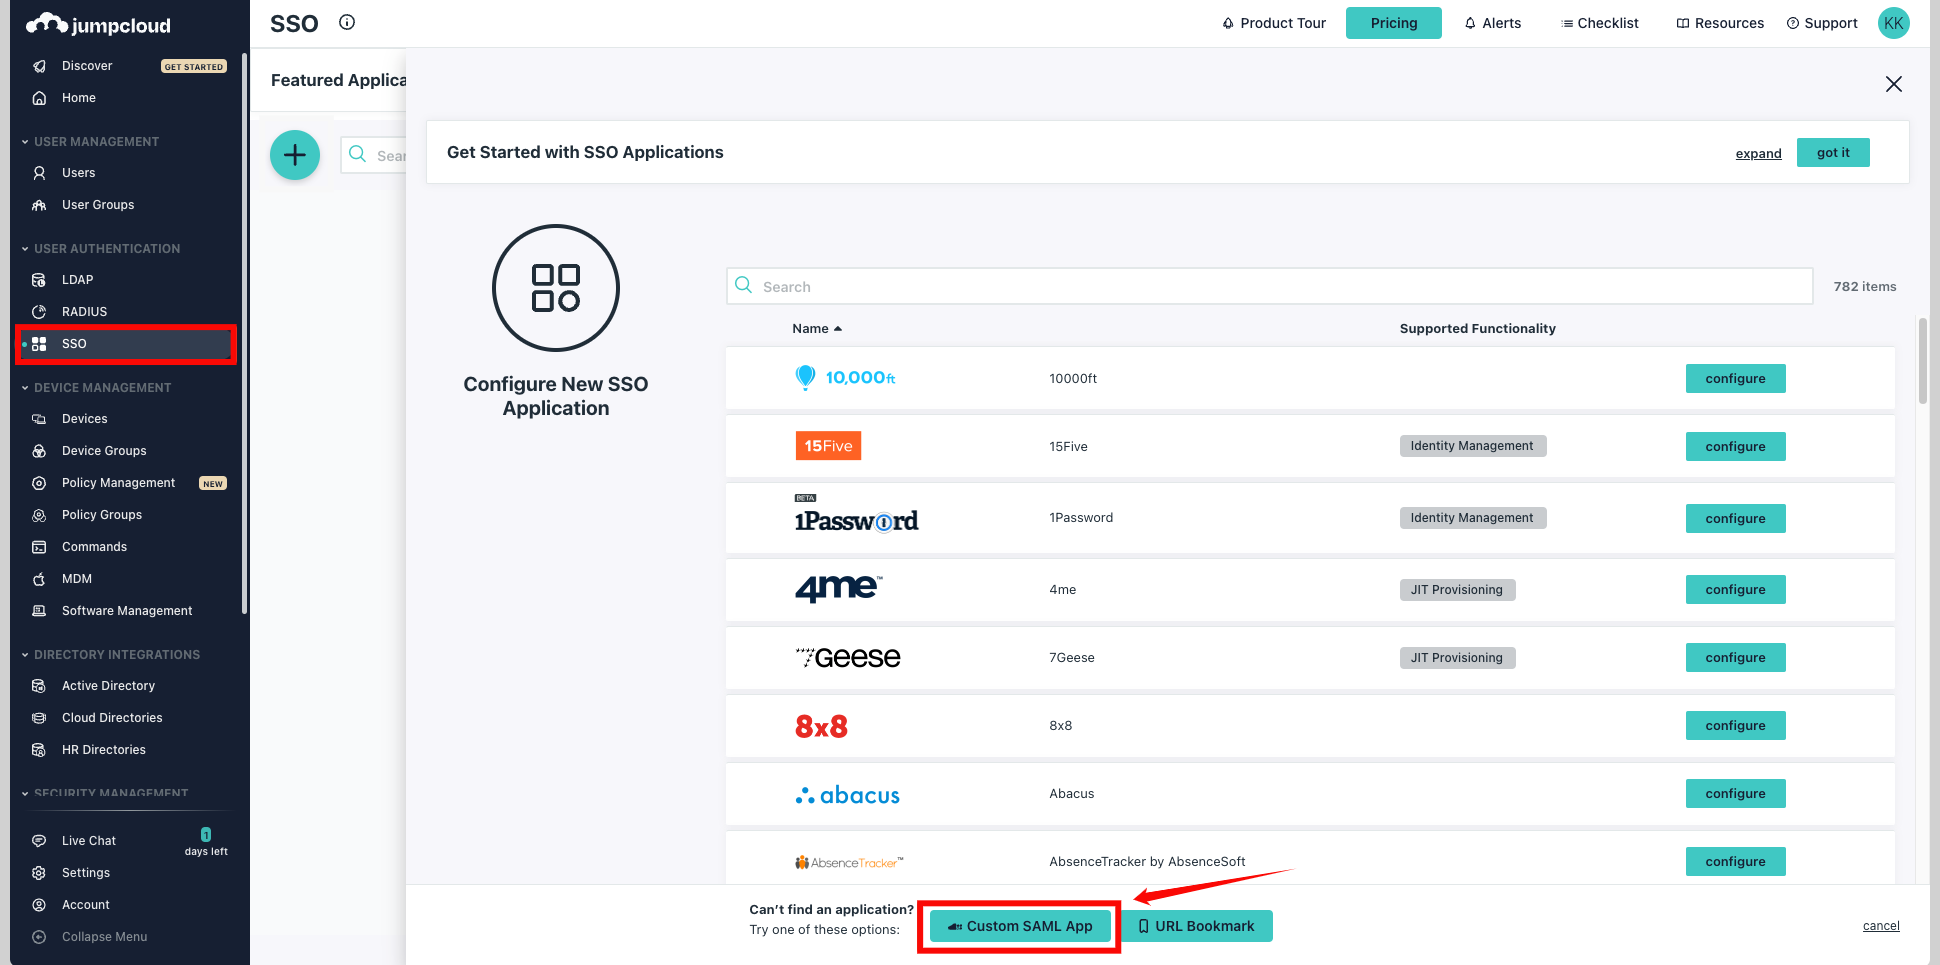 jumpcloud
SSO
Product Tour
Pricing
Alerts
Checklist
Resources
Support
KK
Discover
GET STARTED
Home
USER MANAGEMENT
Users
User Groups
USER AUTHENTICATION
LDAP
RADIUS
SSO
DEVICE MANAGEMENT
Devices
Device Groups
Policy Management
NEW
Policy Groups
Commands
MDM
Software Management
DIRECTORY INTEGRATIONS
Active Directory
Cloud Directories
HR Directories
SECURITY MANAGEMENT
Live Chat
1
days left
Settings
Account
Collapse Menu
Featured Applica
Sear
Get Started with SSO Applications
expand
got it
Configure New SSO
Application
Search
782 items
Name
Supported Functionality
10,000ft
10000ft
configure
15Five
15Five
Identity Management
configure
BETA
1Password
1Password
Identity Management
configure
4me™
4me
JIT Provisioning
configure
7Geese
7Geese
JIT Provisioning
configure
8x8
8x8
configure
abacus
Abacus
configure
AbsenceTracker™
AbsenceTracker by AbsenceSoft
configure
Can't find an application?
Try one of these options:
Custom SAML App
URL Bookmark
cancel